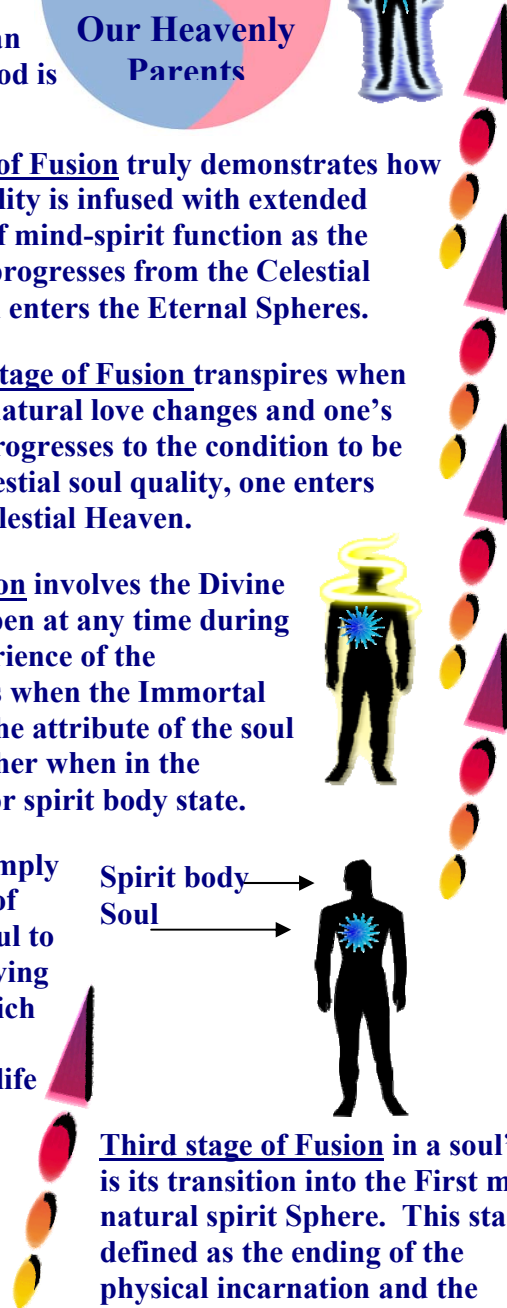 an
Our Heavenly
od is
Parents
of Fusion truly demonstrates how
lity is infused with extended
f mind-spirit function as the
progresses from the Celestial
enters the Eternal Spheres.
tage of Fusion transpires when
natural love changes and one's
rogresses to the condition to be
estial soul quality, one enters
lestial Heaven.
on involves the Divine
pen at any time during
rience of the
s when the Immortal
he attribute of the soul
her when in the
or spirit body state.
mply
of
ul to
ving
ich
life
Spirit body
Soul
Third stage of Fusion in a soul'
is its transition into the First m
natural spirit Sphere. This sta
defined as the ending of the
physical incarnation and the